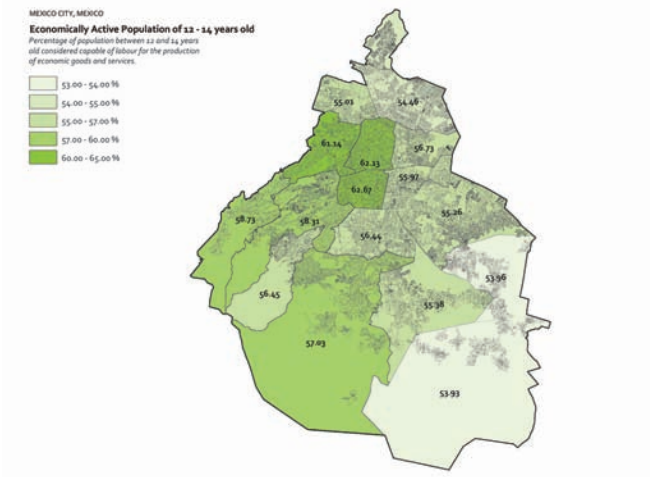 MEXICO CITY, MEXICO
Economically Active Population of 12 - 14 years old
Percentage of population between 12 and 14 years
old considered capable of labour for the production
of economic goods and services.
53.00 - 54.00 %
54.00 - 55.00 %
55.00 - 57.00 %
57.00 - 60.00 %
60.00 - 65.00 %
55.03
54.46
61.14
62.13
56.73
55.97
62.67
55.26
58.73
58.31
56.44
53.96
56.45
55.38
57.03
53.93